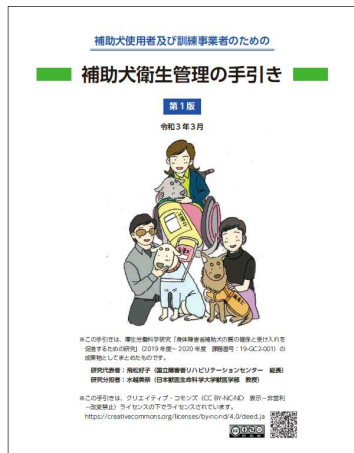 補助犬使用者及び訓練事業者のための
補助犬衛生管理の手引き
第1版
令和3年3月
※この手引きは、厚生労働科学研究「身体障害者補助犬の質の確保と受け入れを
促進するための研究」(2019年度~2020年度 課題番号:19-GC2-001)の
成果物としてまとめたものです。
研究代表者:飛松好子(国立障害者リハビリテーションセンター 総長)
研究分担者:水越美奈(日本獣医生命科学大学獣医学部 教授)
※この手引きは、クリエイティブ・コモンズ(CC BY-NC-ND 表示-非営利
-改変禁止)ライセンスの下でライセンスされています。
https://creativecommons.org/licenses/by-nc-nd/4.0/deed.ja